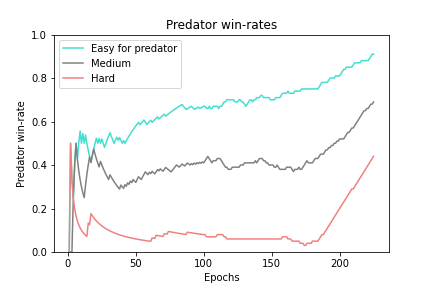 Predator win-rates
1.0
0.8
0.6
0.4
0.2
0.0
Predator win-rate
Easy for predator
Medium
Hard
0 50 100 150 200
Epochs